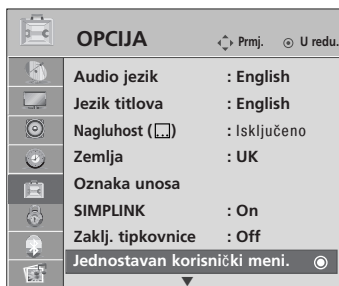 OPCIJA Prmj. U redu.
Audio jezik : English
Jezik titlova : English
Nagluhost ( ) : Isključeno
Zemlja : UK
Oznaka unosa
SIMPLINK : On
Zaklj. tipkovnice : Off
Jednostavan korisnički meni.